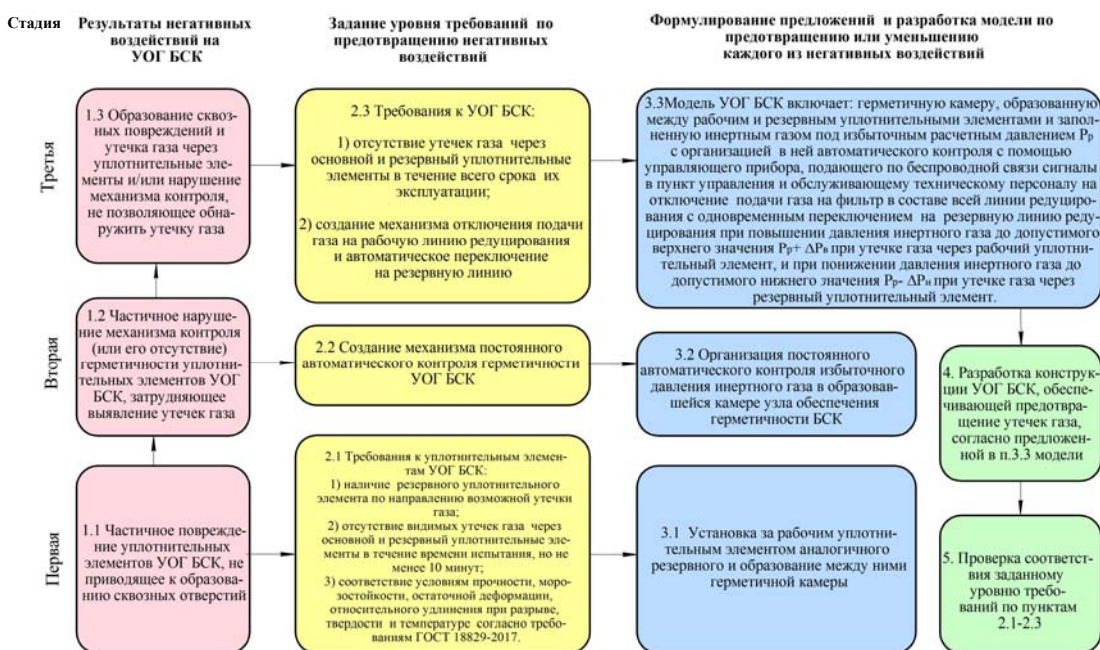 Стадия
Результаты негативных
воздействий на
УОГ БСК
Задание уровня требований по
предотвращению негативных
воздействий
Формулирование предложений и разработка модели по
предотвращению или уменьшению
каждого из негативных воздействий
Третья
1.3 Образование сквоз-
ных повреждений и
утечка газа через
уплотнительные эле-
менты и/или нарушение
механизма контроля,
не позволяющее обна-
ружить утечку газа
2.3 Требования к УОГ БСК:
1) отсутствие утечек газа через
основной и резервный уплотнительные
элементы в течение всего срока их
эксплуатации;
2) создание механизма отключения подачи
газа на рабочую линию редуцирования
и автоматическое переключение
на резервную линию
3.3Модель УОГ БСК включает: герметичную камеру, образованную
между рабочим и резервным уплотнительными элементами и запол-
ненную инертным газом под избыточным расчетным давлением Pр
с организацией в ней автоматического контроля с помощью
управляющего прибора, подающего по беспроводной связи сигналы
в пункт управления и обслуживающему техническому персоналу на
отключение подачи газа на фильтр в составе всей линии редуциро-
вания с одновременным переключением на резервную линию реду-
цирования при повышении давления инертного газа до допустимого
верхнего значения Pр+ ΔPв при утечке газа через рабочий уплотни-
тельный элемент, и при понижении давления инертного газа до
допустимого нижнего значения Pр- ΔPн при утечке газа через
резервный уплотнительный элемент.
Вторая
1.2 Частичное наруше-
ние механизма контроля
(или его отсутствие)
герметичности уплотни-
тельных элементов УОГ
БСК, затрудняющее
выявление утечек газа
2.2 Создание механизма постоянного
автоматического контроля герметичности
УОГ БСК
3.2 Организация постоянного
автоматического контроля избыточного
давления инертного газа в образовав-
шейся камере узла обеспечения
герметичности БСК
4. Разработка конструк-
ции УОГ БСК, обеспе-
чивающей предотвра-
щение утечек газа,
согласно предложен-
ной в п.3.3 модели
Первая
1.1 Частичное поврежде-
ние уплотнительных
элементов УОГ БСК, не
приводящее к образова-
нию сквозных отверстий
2.1 Требования к уплотнительным элемен-
там УОГ БСК:
1) наличие резервного уплотнительного
элемента по направлению возможной утечки
газа;
2) отсутствие видимых утечек газа через
основной и резервный уплотнительные эле-
менты в течение времени испытания, но не
менее 10 минут;
3) соответствие условиям прочности, моро-
зостойкости, остаточной деформации,
относительного удлинения при разрыве,
твердости и температуре согласно требо-
ваниям ГОСТ 18829-2017.
3.1 Установка за рабочим уплотни-
тельным элементом аналогичного
резервного и образование между ними
герметичной камеры
5. Проверка соответст-
вия заданному
уровню требо-
ваний по пунктам
2.1-2.3